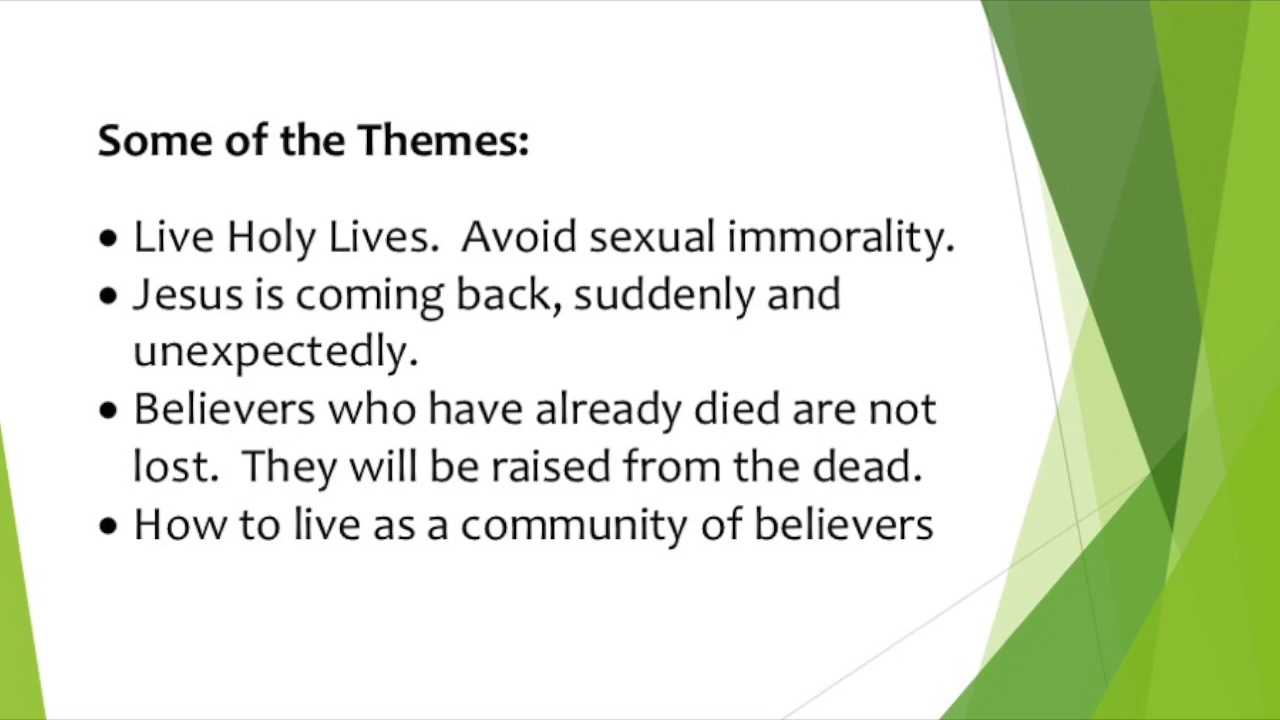 Some of the Themes:
• Live Holy Lives.  Avoid sexual immorality.
• Jesus is coming back, suddenly and
unexpectedly.
• Believers who have already died are not
lost.  They will be raised from the dead.
• How to live as a community of believers